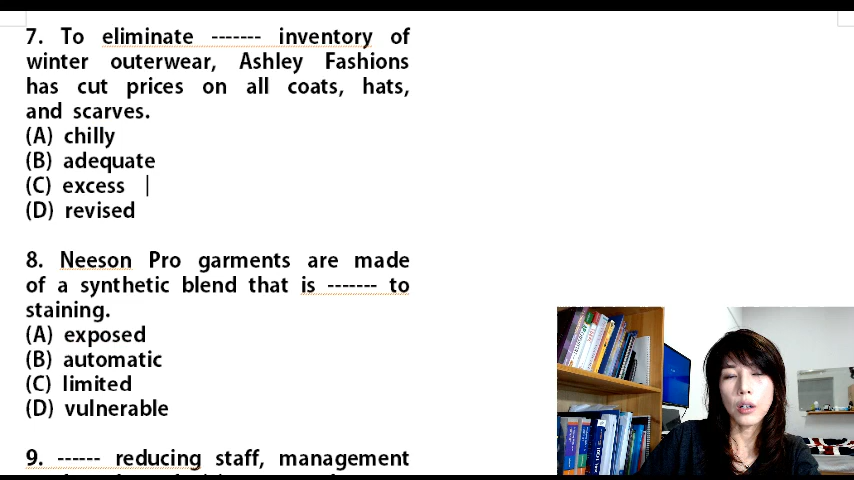 7. To eliminate ------- inventory of
winter outerwear, Ashley Fashions
has cut prices on all coats, hats,
and scarves.
(A) chilly
(B) adequate
(C) excess
(D) revised
8. Neeson Pro garments are made
of a synthetic blend that is ------- to
staining.
(A) exposed
(B) automatic
(C) limited
(D) vulnerable
9. ------ reducing staff, management